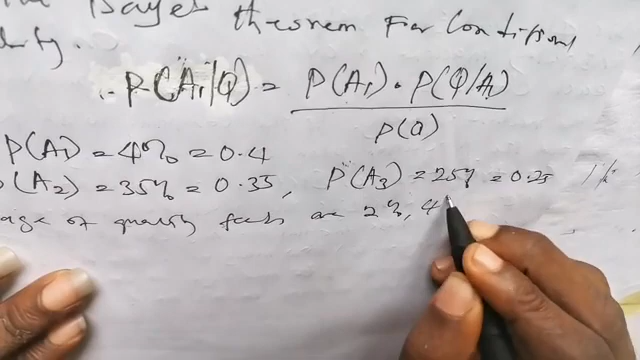 Bayes theorem For Conditional
∴ P(A₁/Q) = P(A₁) · P(Q/A₁)
P(Q)
P(A₁) = 40% = 0.4
P(A₂) = 35% = 0.35, P(A₃) = 25% = 0.25
of quality are 2%, 4